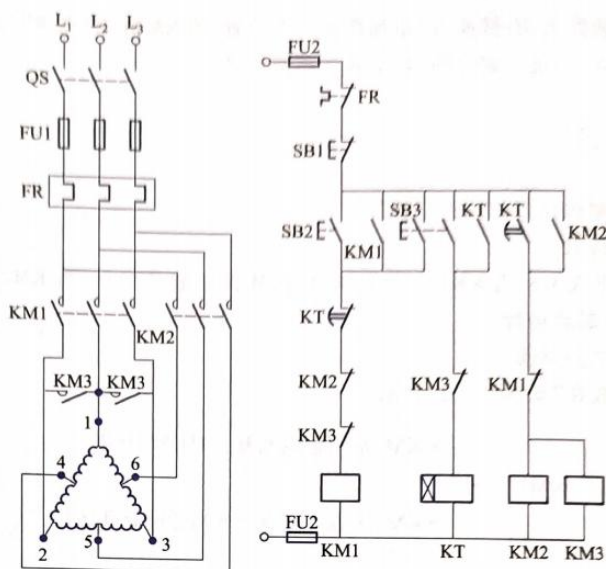 L₁ L₂ L₃
QS
FU1
FR
KM1
KM2
KM3 KM3
1
4 6
2 5 3
FU2
FR
SB1
SB2 KM1 SB3 KT KT KM2
KT
KM2 KM3 KM1
KM3
FU2
KM1 KT KM2 KM3